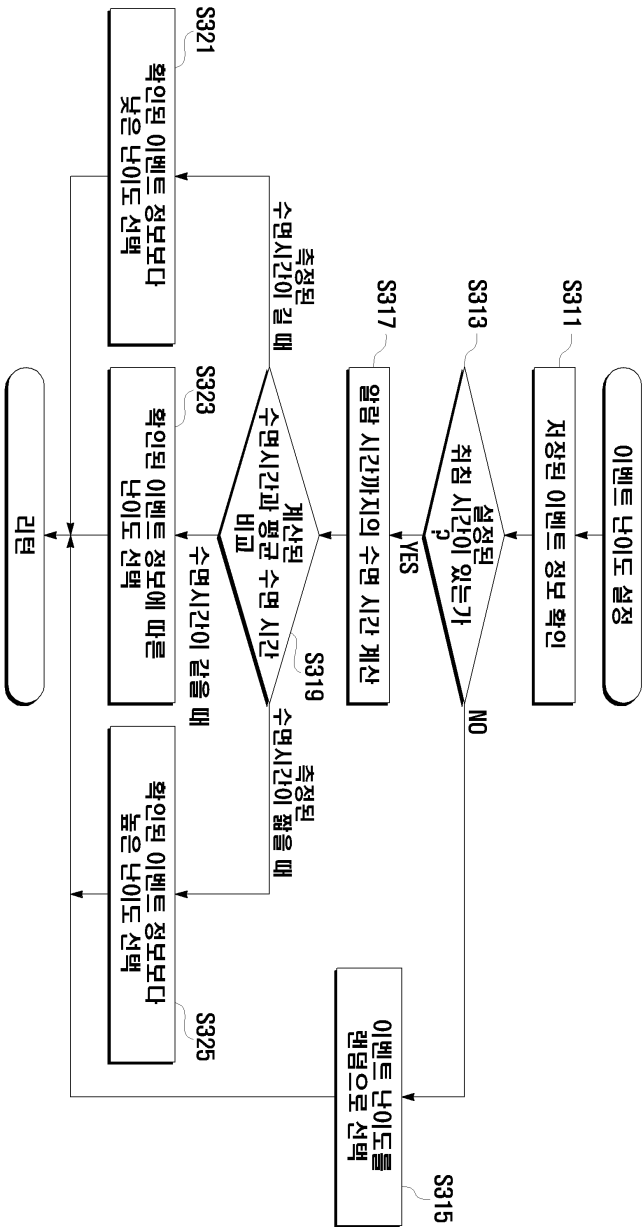 이벤트 난이도 설정
S311
저장된 이벤트 정보 확인
S313
설정된
취침 시간이 있는가
?
NO
YES
S315
이벤트 난이도를
랜덤으로 선택
S317
알람 시간까지의 수면 시간 계산
S319
계산된
수면시간과 평균 수면 시간
비교
측정된
수면시간이 길 때
수면시간이 같을 때
측정된
수면시간이 짧을 때
S321
확인된 이벤트 정보보다
낮은 난이도 선택
S323
확인된 이벤트 정보에 따른
난이도 선택
S325
확인된 이벤트 정보보다
높은 난이도 선택
리턴